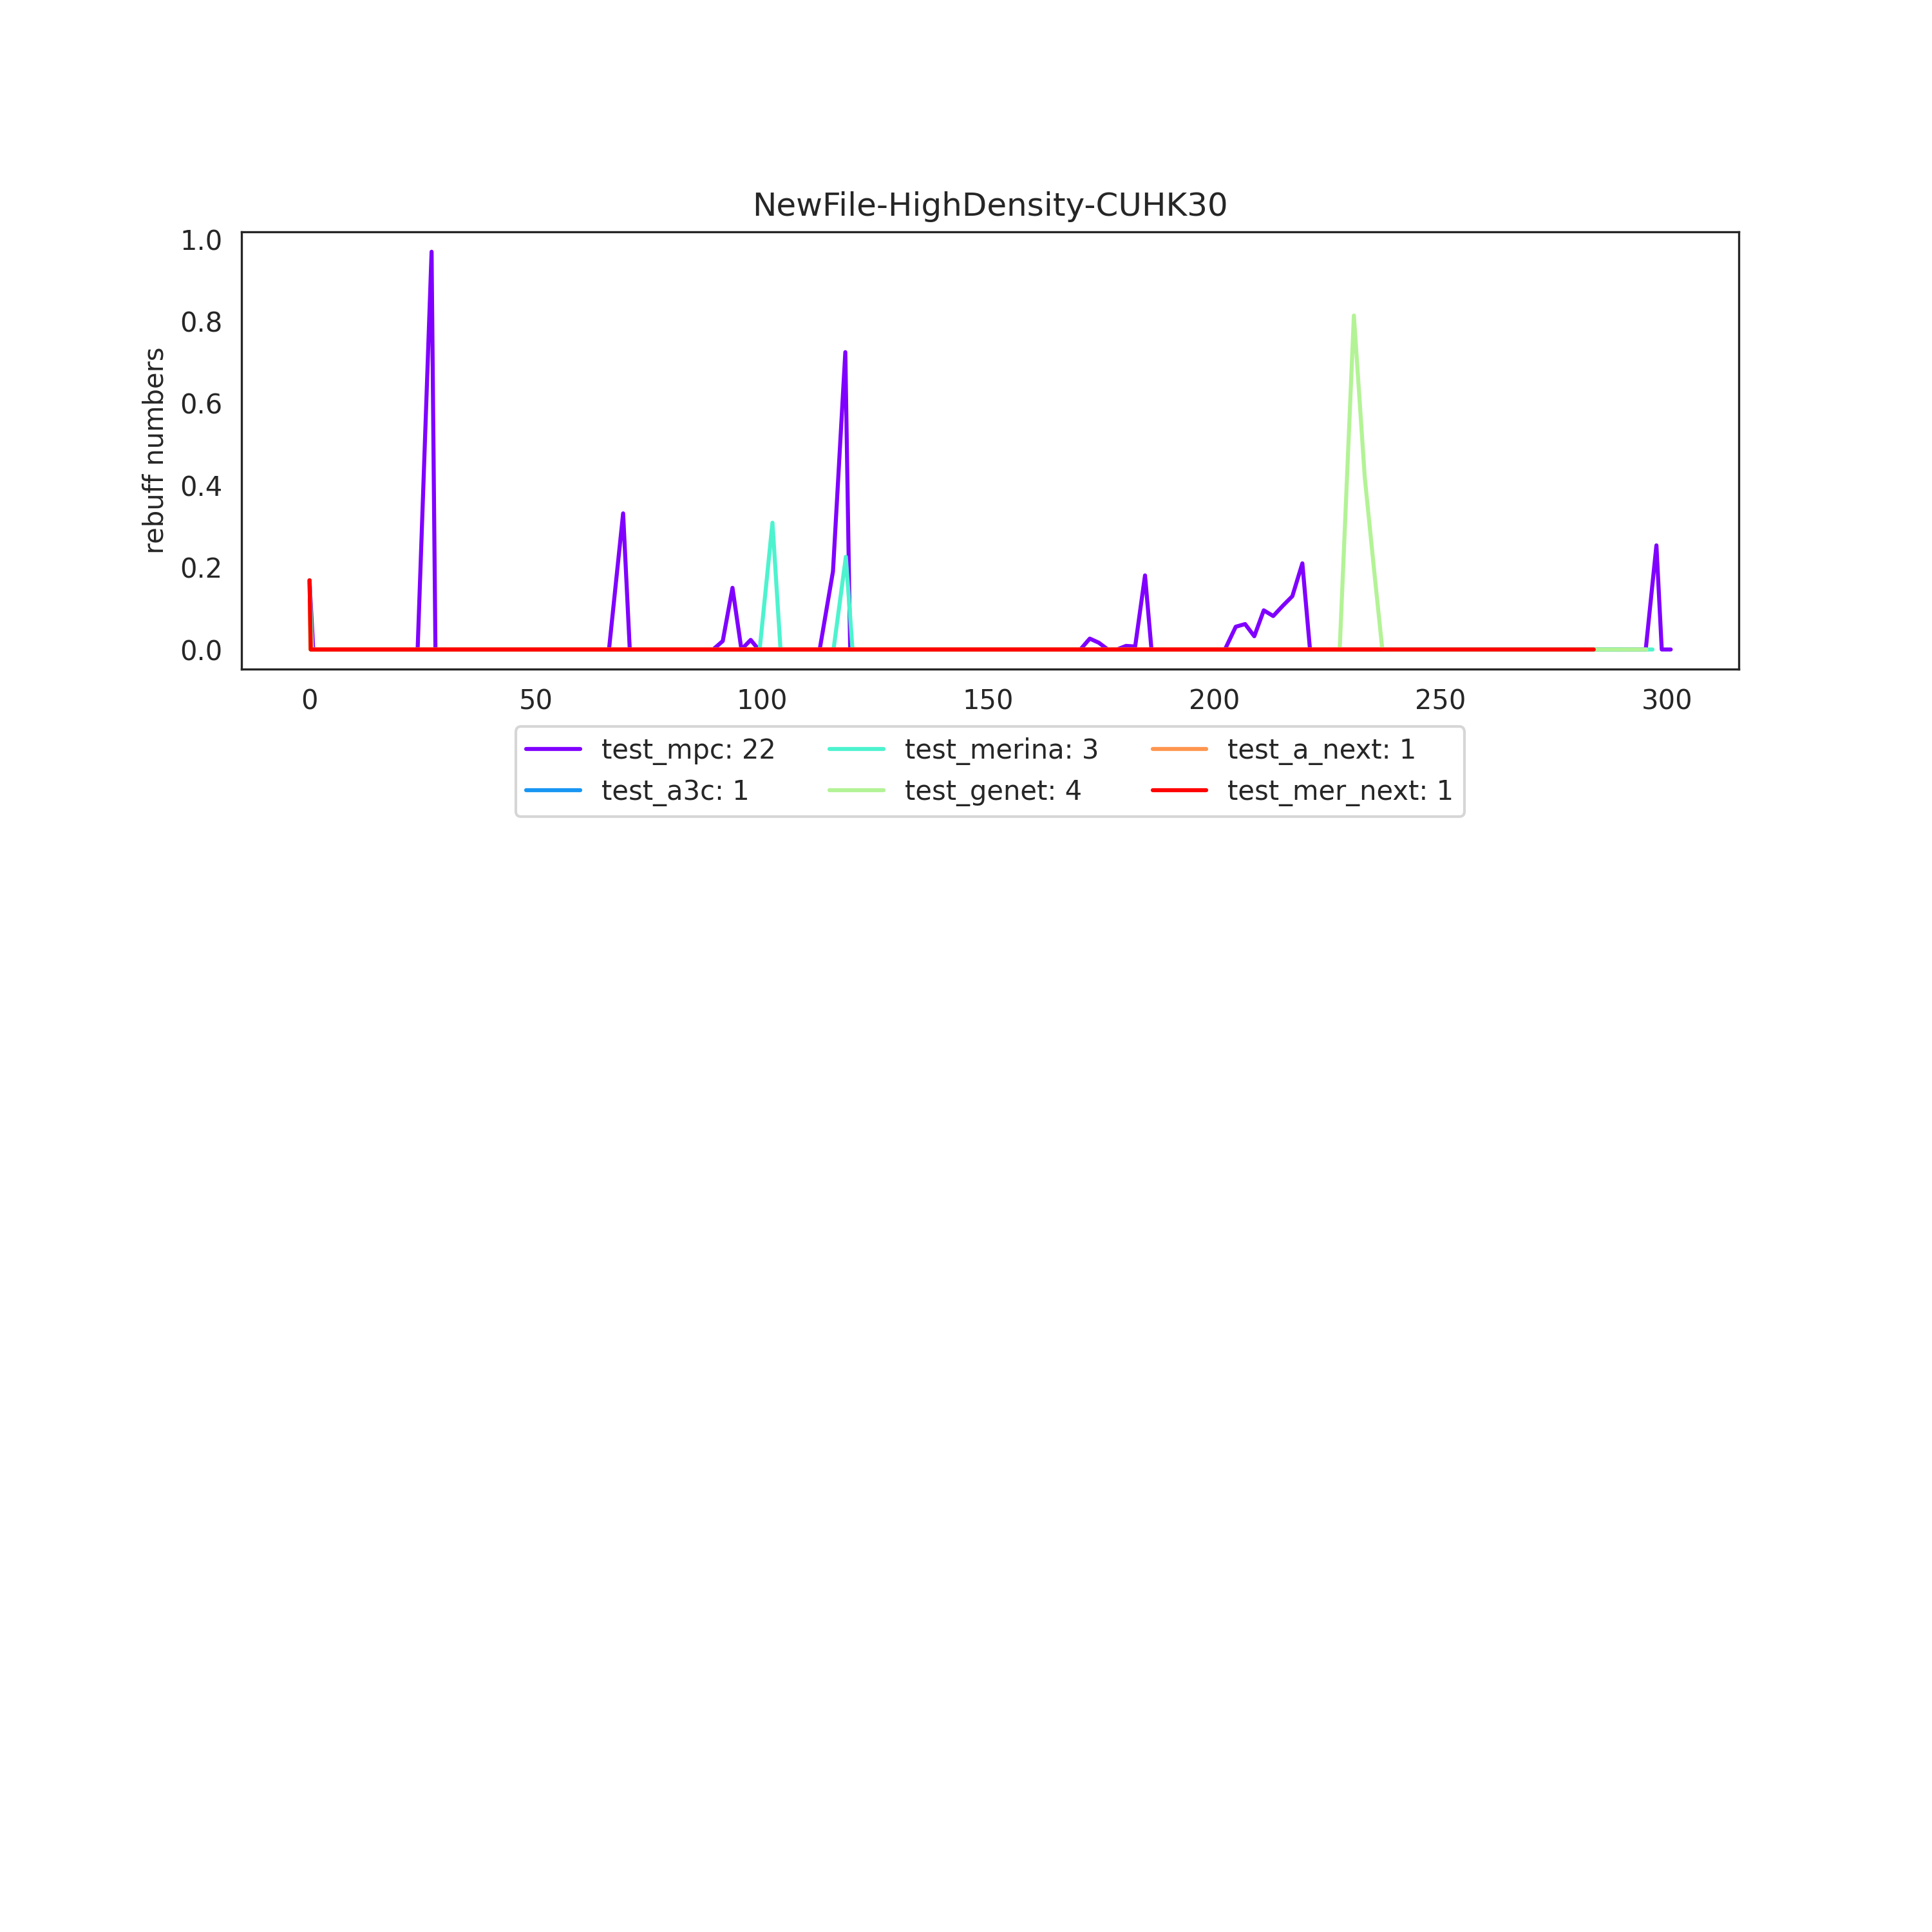 NewFile-HighDensity-CUHK30
1.0
0.8
0.6
0.4
0.2
0.0
rebuff numbers
0 50 100 150 200 250 300
test_mpc: 22 test_merina: 3 test_a_next: 1
test_a3c: 1 test_genet: 4 test_mer_next: 1